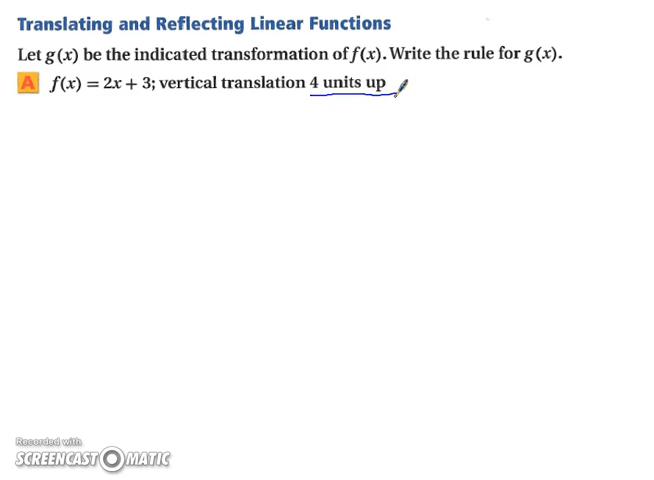 Translating and Reflecting Linear Functions
Let g(x) be the indicated transformation of f(x). Write the rule for g(x).
A f(x) = 2x + 3; vertical translation 4 units up
Recorded with
SCREENCAST-O-MATIC